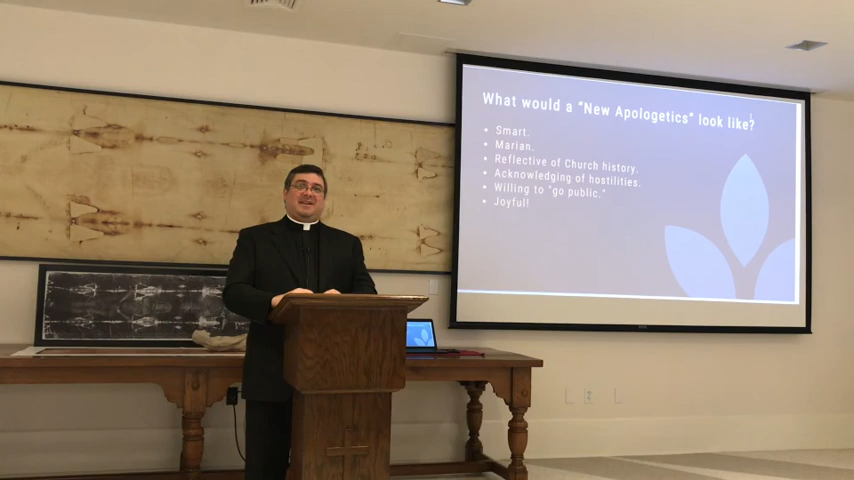 What would a "New Apologetics" look like?
• Smart.
• Marian.
• Reflective of Church history.
• Acknowledging of hostilities.
• Willing to "go public."
• Joyful!